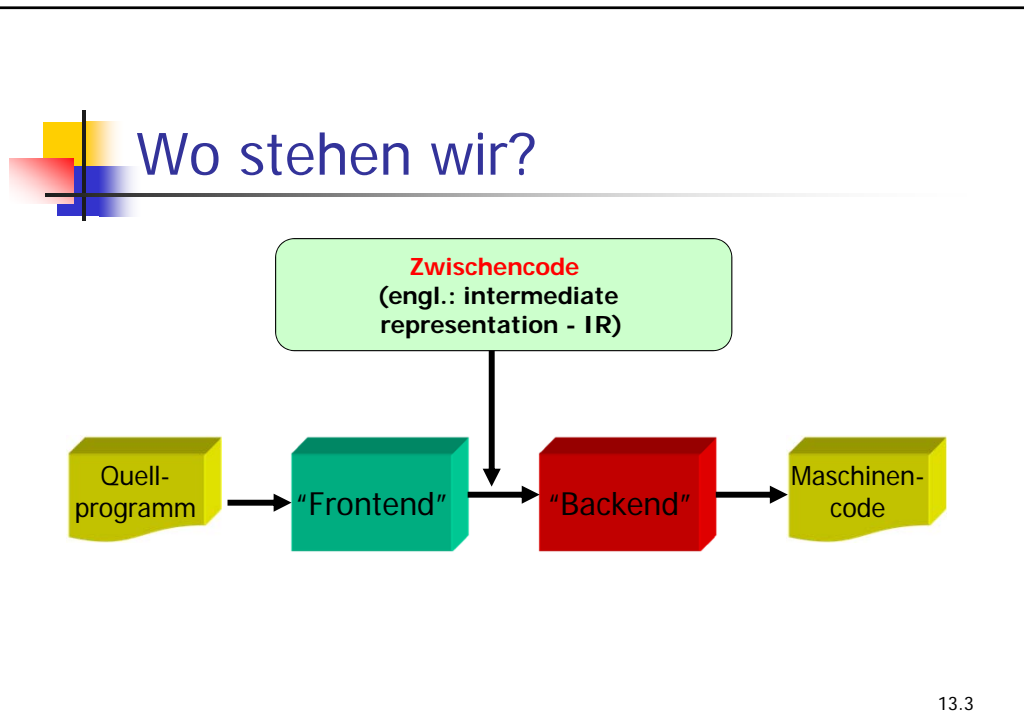 Wo stehen wir?
Zwischencode
(engl.: intermediate
representation - IR)
Quell-
programm
“Frontend”
“Backend”
Maschinen-
code
13.3